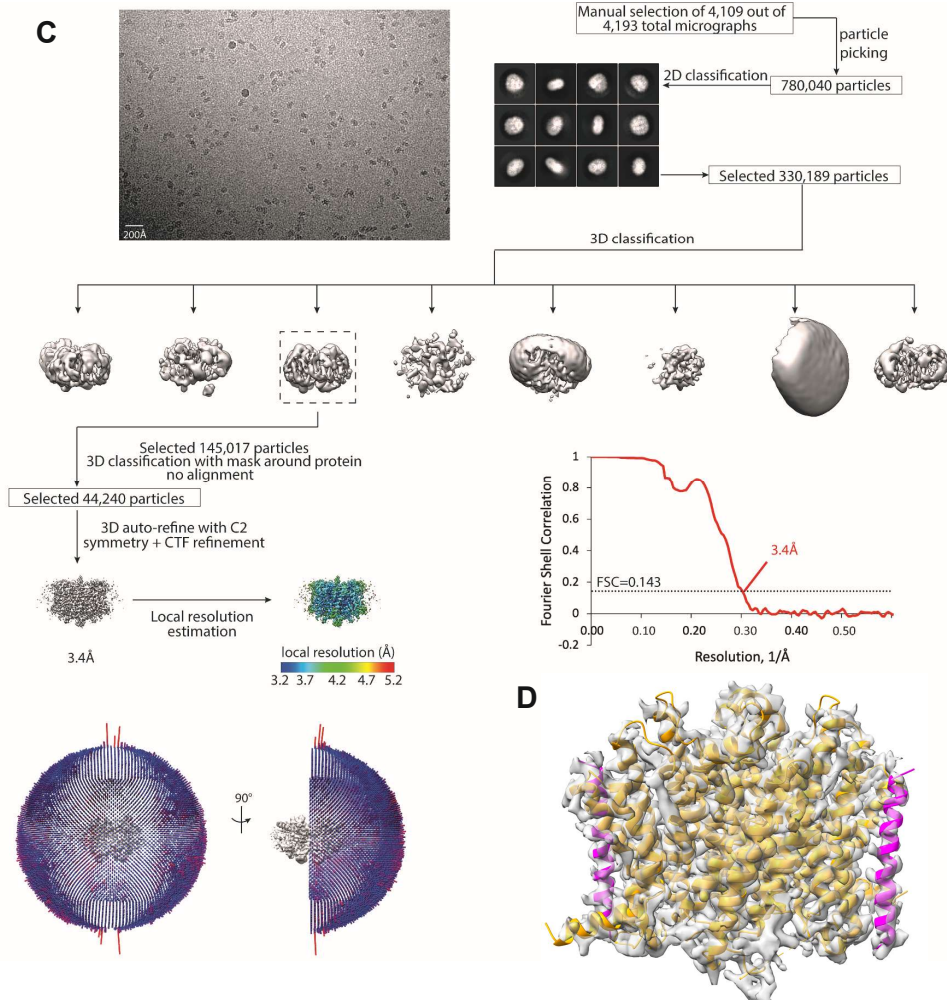 C
Manual selection of 4,109 out of
4,193 total micrographs
particle
picking
2D classification
780,040 particles
Selected 330,189 particles
200Å
3D classification
Selected 145,017 particles
3D classification with mask around protein
no alignment
Selected 44,240 particles
3D auto-refine with C2
symmetry + CTF refinement
Local resolution
estimation
3.4Å
local resolution (Å)
3.2 3.7 4.2 4.7 5.2
Fourier Shell Correlation
1
0.8
0.6
0.4
0.2
0
-0.2
3.4Å
FSC=0.143
0.00 0.10 0.20 0.30 0.40 0.50
Resolution, 1/Å
90°
D